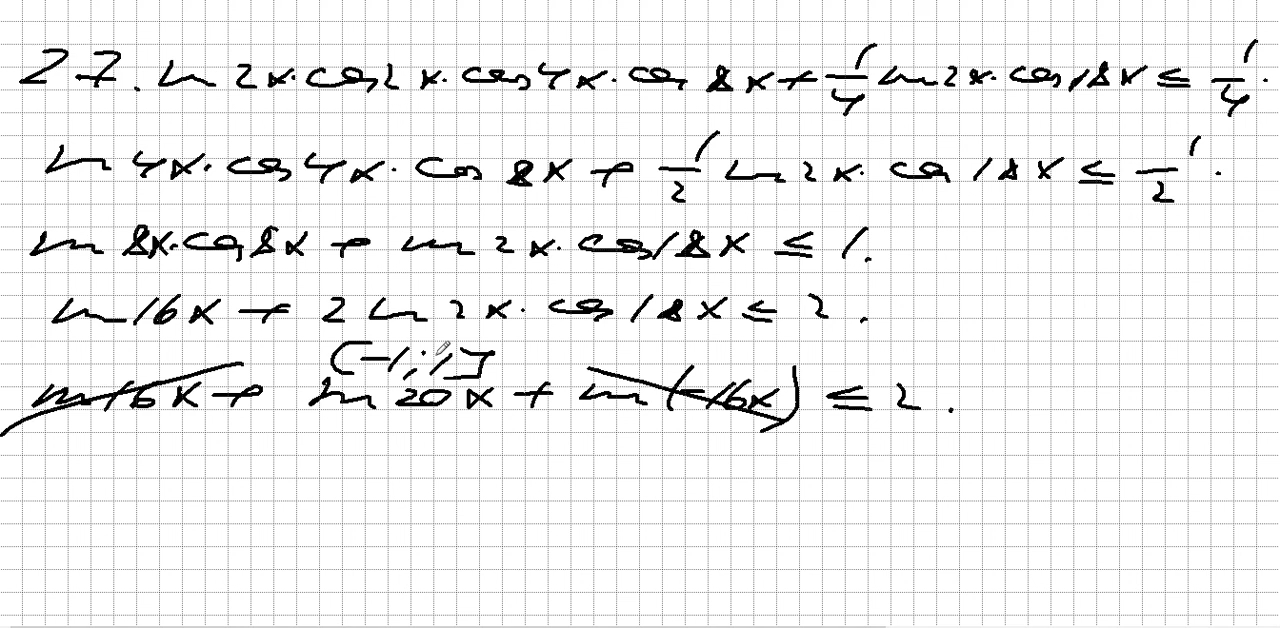 27. sin 2x·cos 2x·cos 4x·cos 8x + 1/4 sin 2x·cos 18x ≤ 1/4.
sin 4x·cos 4x·cos 8x + 1/2 sin 2x·cos 18x ≤ 1/2.
sin 8x·cos 8x + sin 2x·cos 18x ≤ 1.
sin 16x + 2 sin 2x·cos 18x ≤ 2.
[-1; 1]
sin 16x + sin 20x + sin (-16x) ≤ 2.